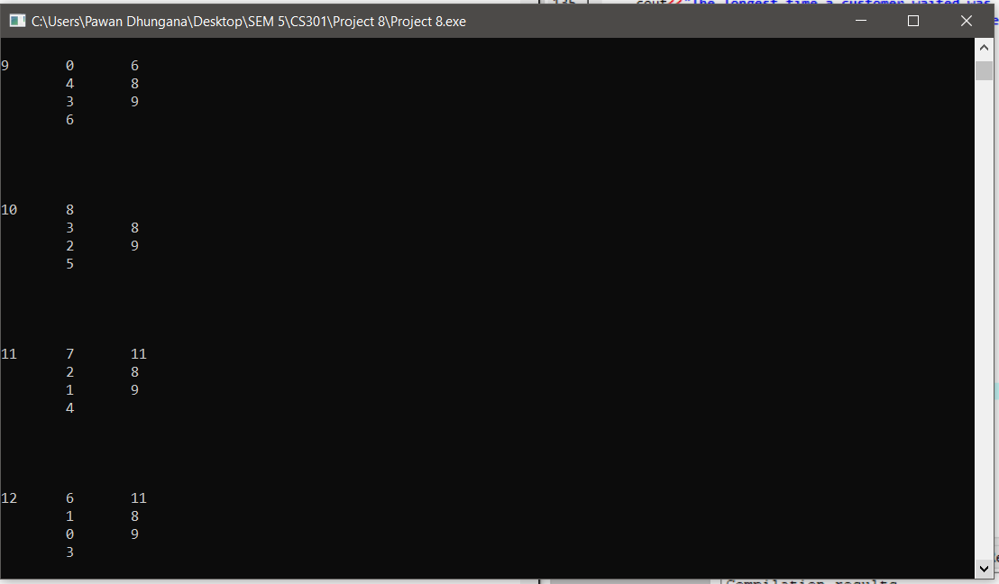 135 cout<<"The longest time a customer waited was
C:\Users\Pawan Dhungana\Desktop\SEM 5\CS301\Project 8\Project 8.exe
9 0 6
4 8
3 9
6
10 8
3 8
2 9
5
11 7 11
2 8
1 9
4
12 6 11
1 8
0 9
3
Compilation results